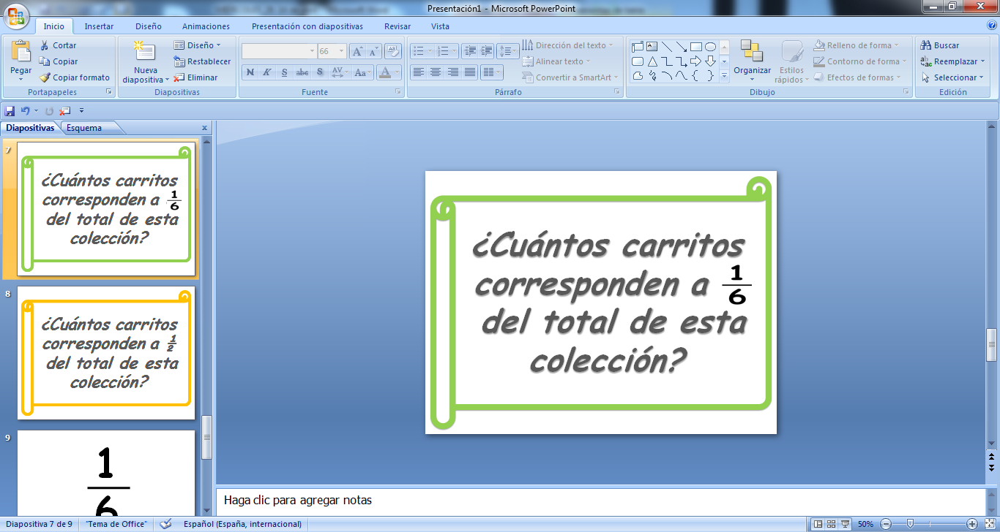 Presentación1 - Microsoft PowerPoint
Inicio Insertar Diseño Animaciones Presentación con diapositivas Revisar Vista
Pegar
Cortar
Copiar
Copiar formato
Portapapeles
Nueva
diapositiva
Diseño
Restablecer
Eliminar
Diapositivas
66
N K S abc S AV Aa A
Fuente
Dirección del texto
Alinear texto
Convertir a SmartArt
Párrafo
Organizar
Estilos
rápidos
Relleno de forma
Contorno de forma
Efectos de formas
Dibujo
Buscar
Reemplazar
Seleccionar
Edición
Diapositivas Esquema x
7
¿Cuántos carritos
corresponden a 1/6
del total de esta
colección?
8
¿Cuántos carritos
corresponden a 1/2
del total de esta
colección?
9
1
6
¿Cuántos carritos
corresponden a 1/6
del total de esta
colección?
Haga clic para agregar notas
Diapositiva 7 de 9 "Tema de Office" Español (España, internacional) 50%